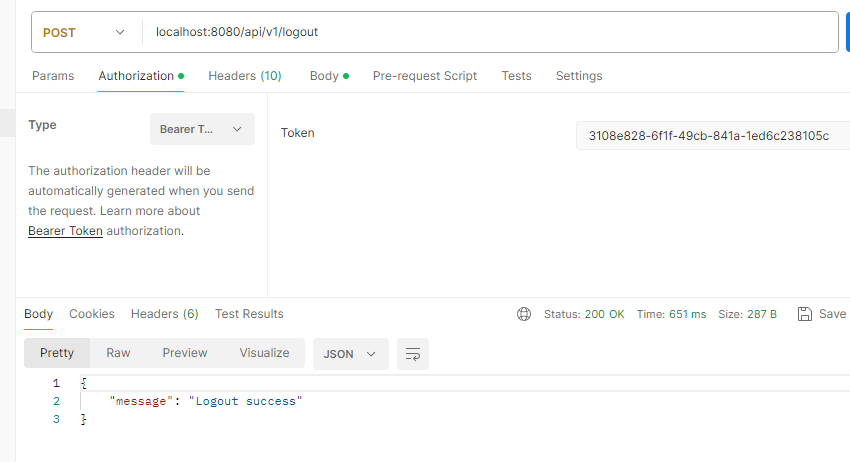 POST localhost:8080/api/v1/logout
Params Authorization Headers (10) Body Pre-request Script Tests Settings
Type Bearer T...
Token 3108e828-6f1f-49cb-841a-1ed6c238105c
The authorization header will be
automatically generated when you send
the request. Learn more about
Bearer Token authorization.
Body Cookies Headers (6) Test Results Status: 200 OK Time: 651 ms Size: 287 B Save
Pretty Raw Preview Visualize JSON
1 {
2 "message": "Logout success"
3 }